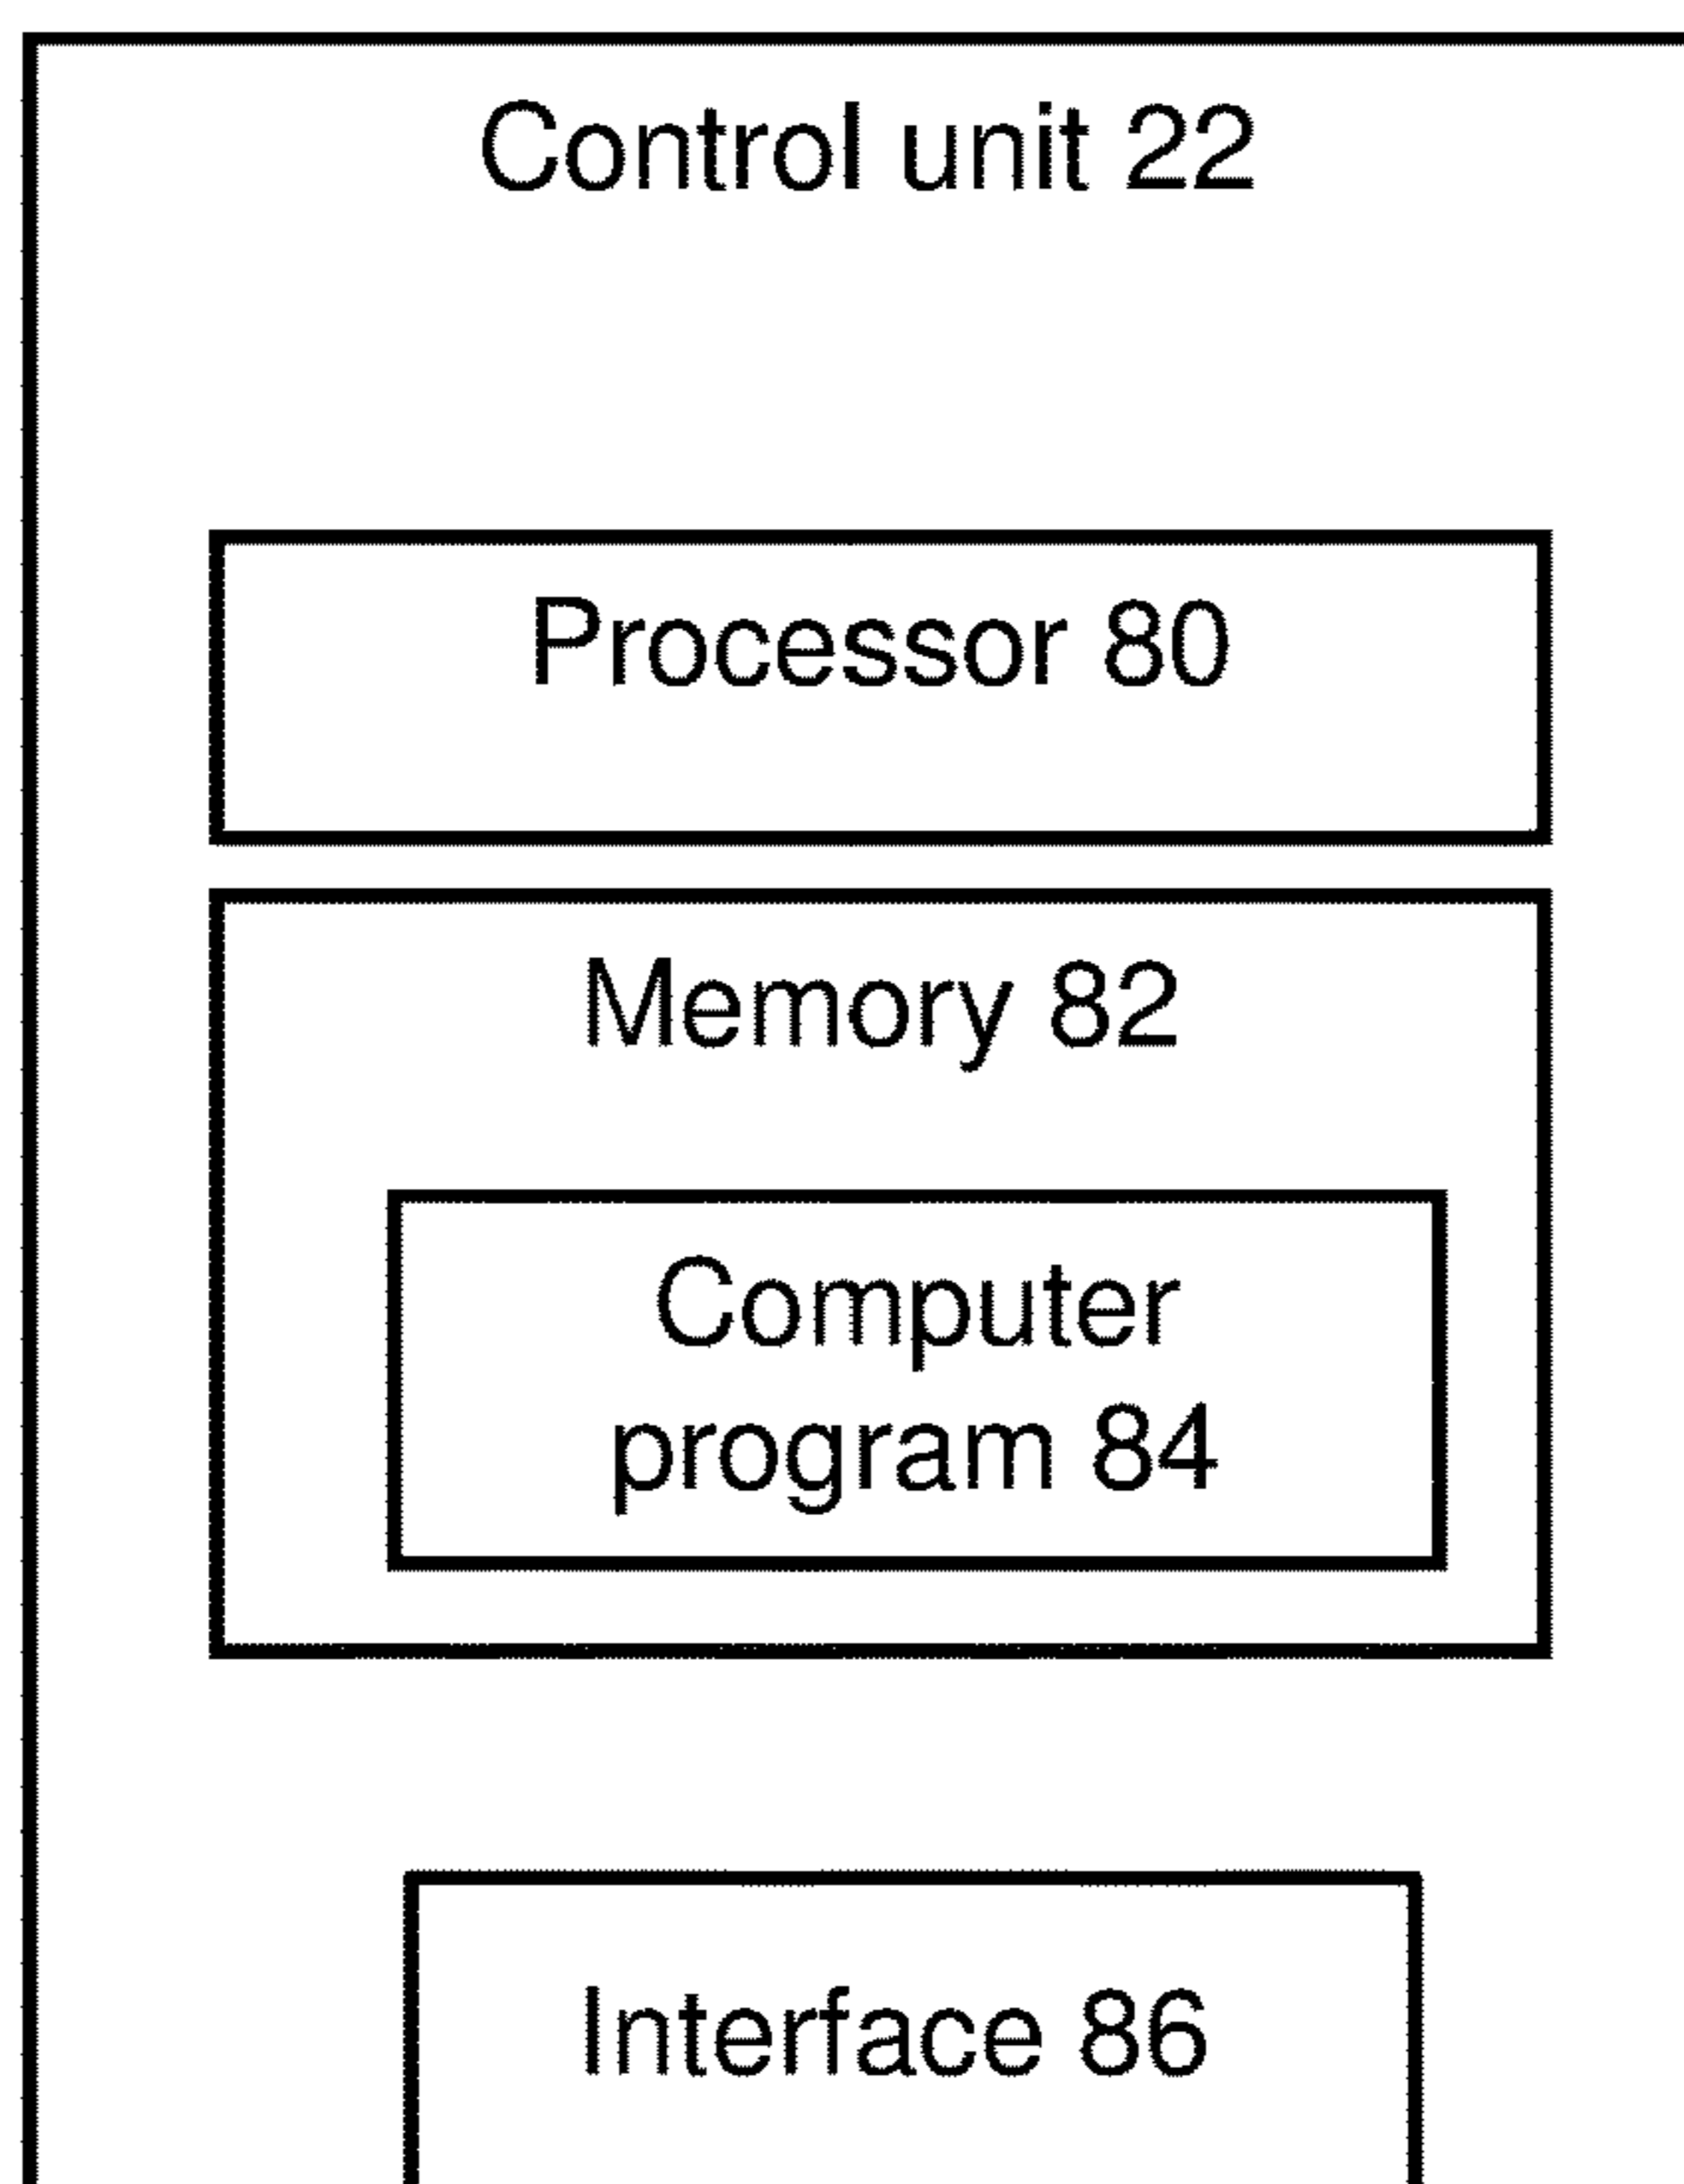 Control unit 22
Processor 80
Memory 82
Computer
program 84
Interface 86